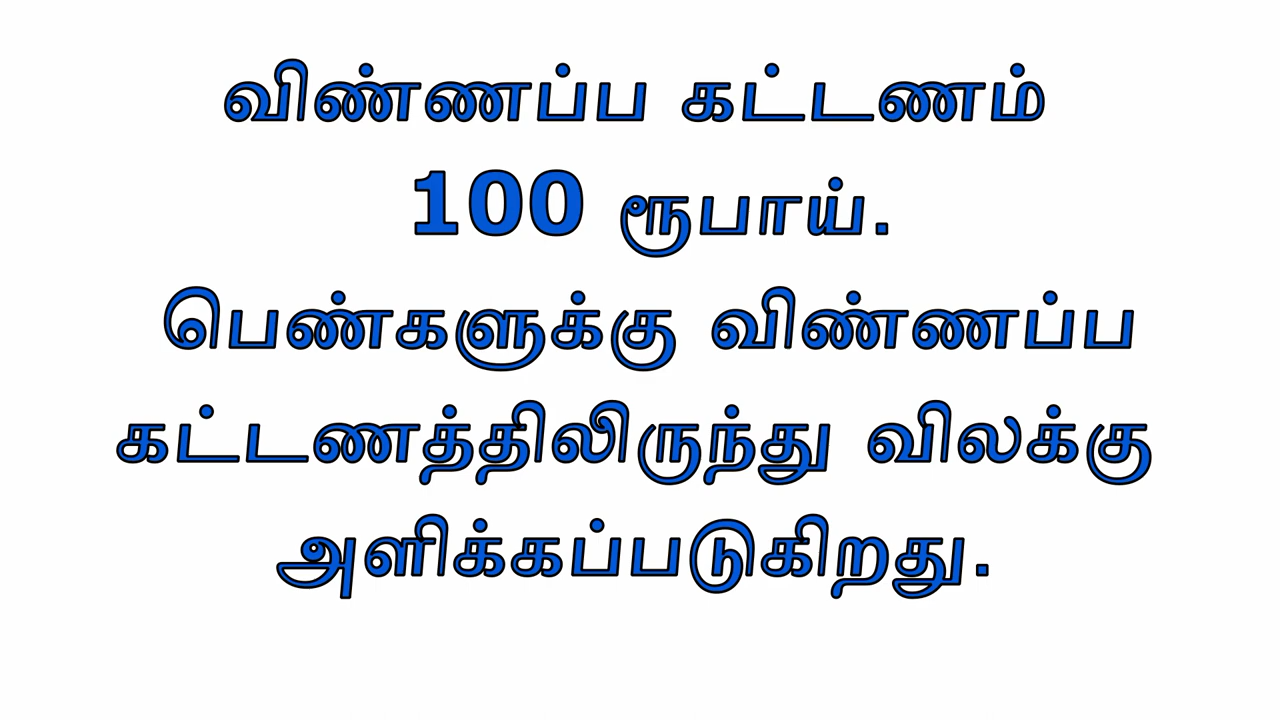 விண்ணப்ப கட்டணம்
100 ரூபாய்.
பெண்களுக்கு விண்ணப்ப
கட்டணத்திலிருந்து விலக்கு
அளிக்கப்படுகிறது.